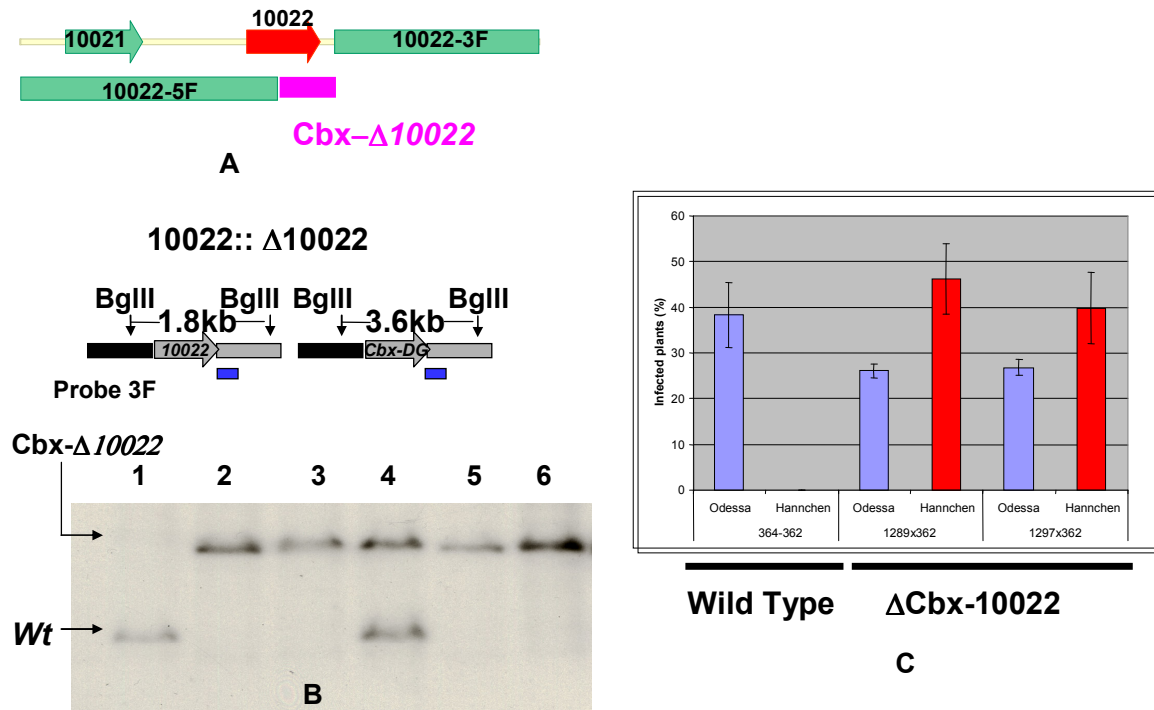 10022
10021
10022-3F
10022-5F
Cbx–Δ10022
A
10022:: Δ10022
BglII BglII BglII BglII
1.8kb 3.6kb
10022 Cbx-DG
Probe 3F
Cbx-Δ10022
1 2 3 4 5 6
Wt
B
60
50
40
30
20
10
0
Infected plants (%)
Odessa Hannchen Odessa Hannchen Odessa Hannchen
364-362 1289x362 1297x362
Wild Type ΔCbx-10022
C